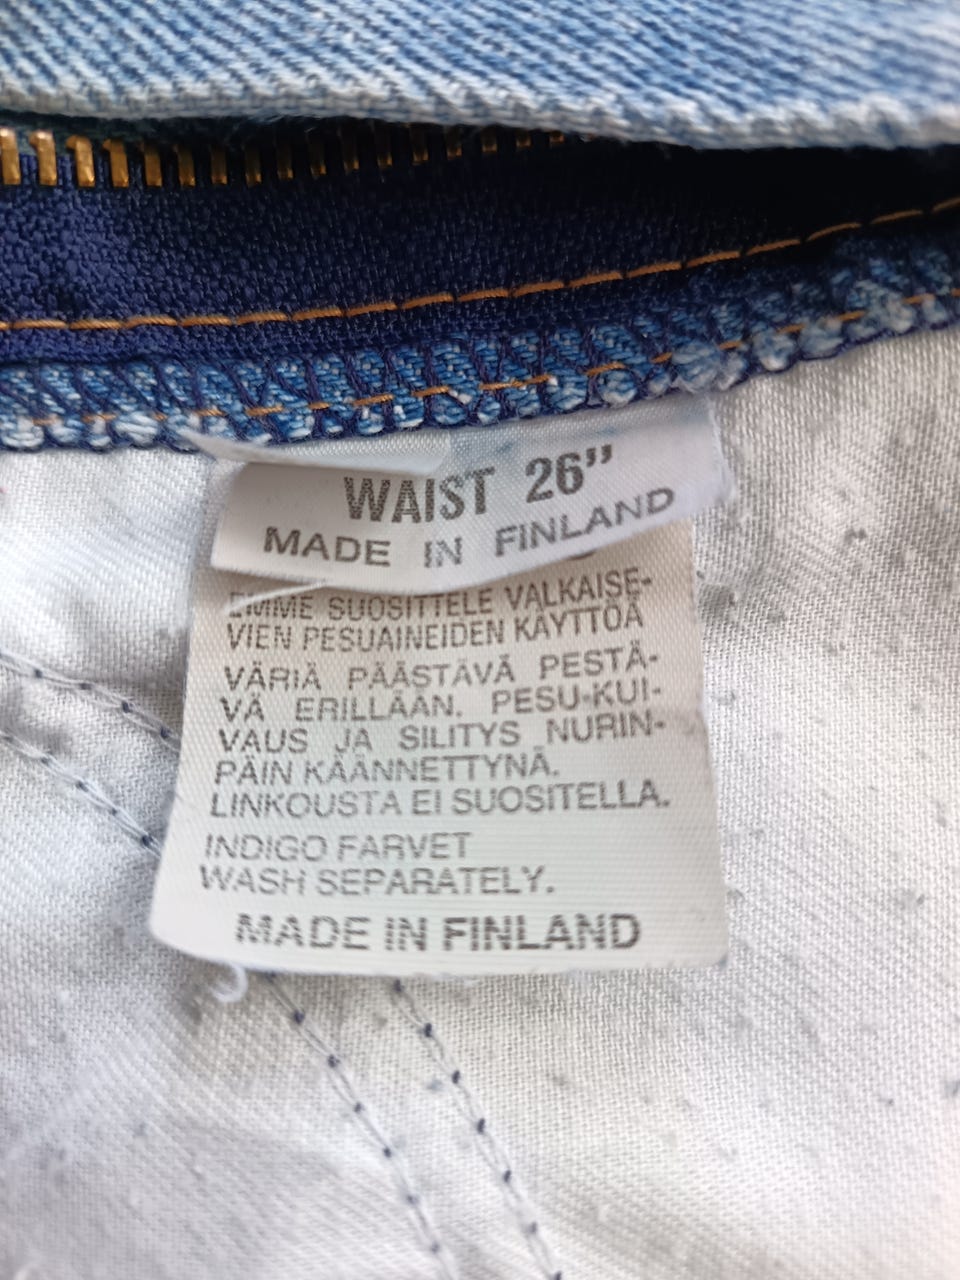 WAIST 26”
MADE IN FINLAND
EMME SUOSITTELE VALKAISE-
VIEN PESUAINEIDEN KÄYTTÖÄ
VÄRIÄ PÄÄSTÄVÄ PESTÄ-
VÄ ERILLÄÄN. PESU-KUI-
VAUS JA SILITYS NURIN-
PÄIN KÄÄNNETTYNÄ.
LINKOUSTA EI SUOSITELLA.
INDIGO FARVET
WASH SEPARATELY.
MADE IN FINLAND